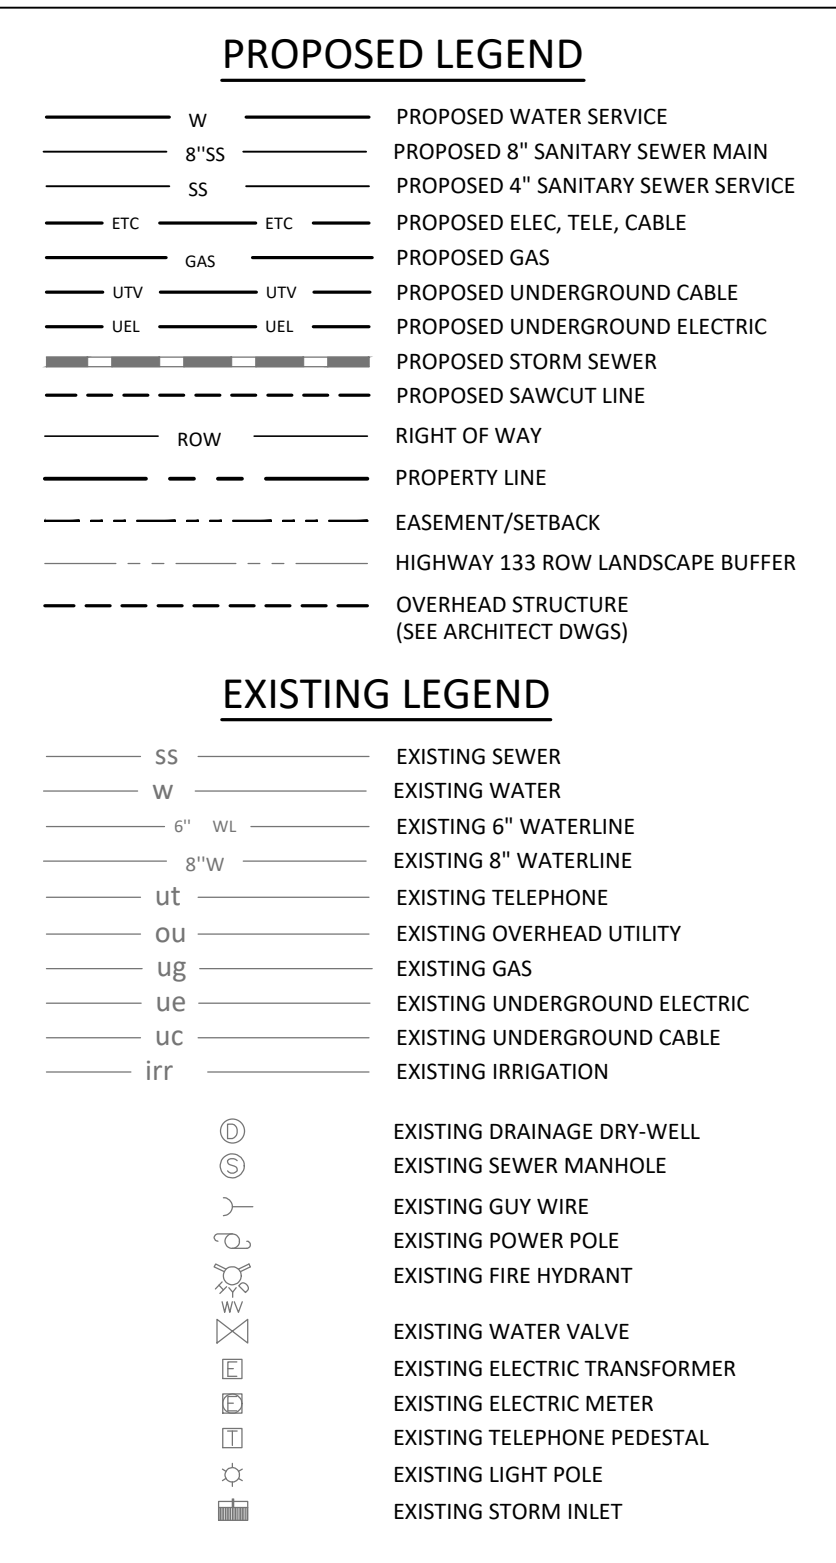 PROPOSED LEGEND
W PROPOSED WATER SERVICE
8''SS PROPOSED 8" SANITARY SEWER MAIN
SS PROPOSED 4" SANITARY SEWER SERVICE
ETC ETC PROPOSED ELEC, TELE, CABLE
GAS PROPOSED GAS
UTV UTV PROPOSED UNDERGROUND CABLE
UEL UEL PROPOSED UNDERGROUND ELECTRIC
PROPOSED STORM SEWER
PROPOSED SAWCUT LINE
ROW RIGHT OF WAY
PROPERTY LINE
EASEMENT/SETBACK
HIGHWAY 133 ROW LANDSCAPE BUFFER
OVERHEAD STRUCTURE
(SEE ARCHITECT DWGS)
EXISTING LEGEND
ss EXISTING SEWER
w EXISTING WATER
6'' WL EXISTING 6" WATERLINE
8''W EXISTING 8" WATERLINE
ut EXISTING TELEPHONE
ou EXISTING OVERHEAD UTILITY
ug EXISTING GAS
ue EXISTING UNDERGROUND ELECTRIC
uc EXISTING UNDERGROUND CABLE
irr EXISTING IRRIGATION
D EXISTING DRAINAGE DRY-WELL
S EXISTING SEWER MANHOLE
EXISTING GUY WIRE
EXISTING POWER POLE
EXISTING FIRE HYDRANT
WV
EXISTING WATER VALVE
E EXISTING ELECTRIC TRANSFORMER
E EXISTING ELECTRIC METER
T EXISTING TELEPHONE PEDESTAL
EXISTING LIGHT POLE
EXISTING STORM INLET